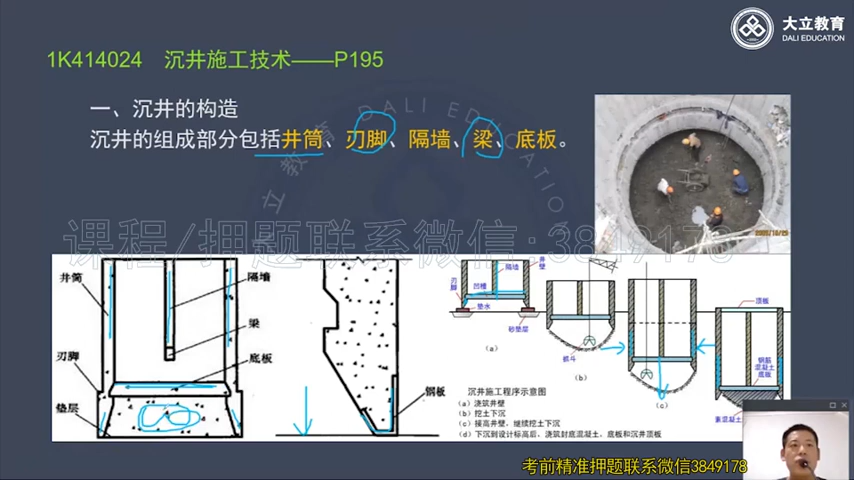 大立教育
DALI EDUCATION
1K414024 沉井施工技术——P195
一、沉井的构造
沉井的组成部分包括井筒、刃脚、隔墙、梁、底板。
课程/押题联系微信:3849178
井筒
刃脚
垫层
隔墙
梁
底板
钢板
刃脚
隔墙
井壁
凹槽
垫木
砂垫层
(a)
抓斗
(b)
(c)
顶板
钢筋
混凝土
底板
素混凝土
沉井施工程序示意图
(a) 浇筑井壁
(b) 挖土下沉
(c) 接高井壁，继续挖土下沉
(d) 下沉到设计标高后，浇筑封底混凝土、底板和沉井顶板
考前精准押题联系微信3849178